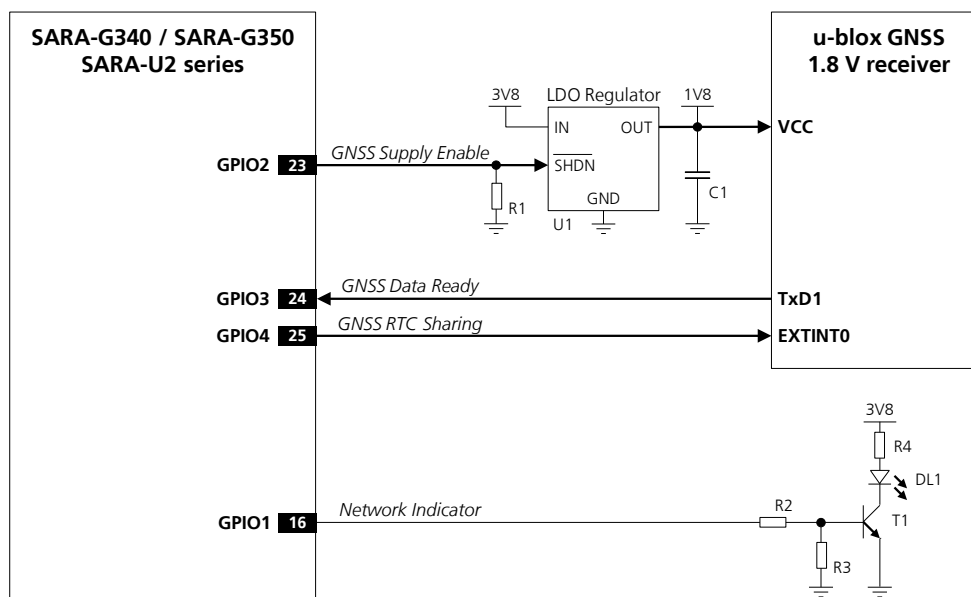 SARA-G340 / SARA-G350
SARA-U2 series
u-blox GNSS
1.8 V receiver
3V8
LDO Regulator
1V8
IN
OUT
VCC
GPIO2
23
GNSS Supply Enable
SHDN
R1
GND
U1
C1
GPIO3
24
GNSS Data Ready
TxD1
GPIO4
25
GNSS RTC Sharing
EXTINT0
3V8
R4
DL1
GPIO1
16
Network Indicator
R2
T1
R3